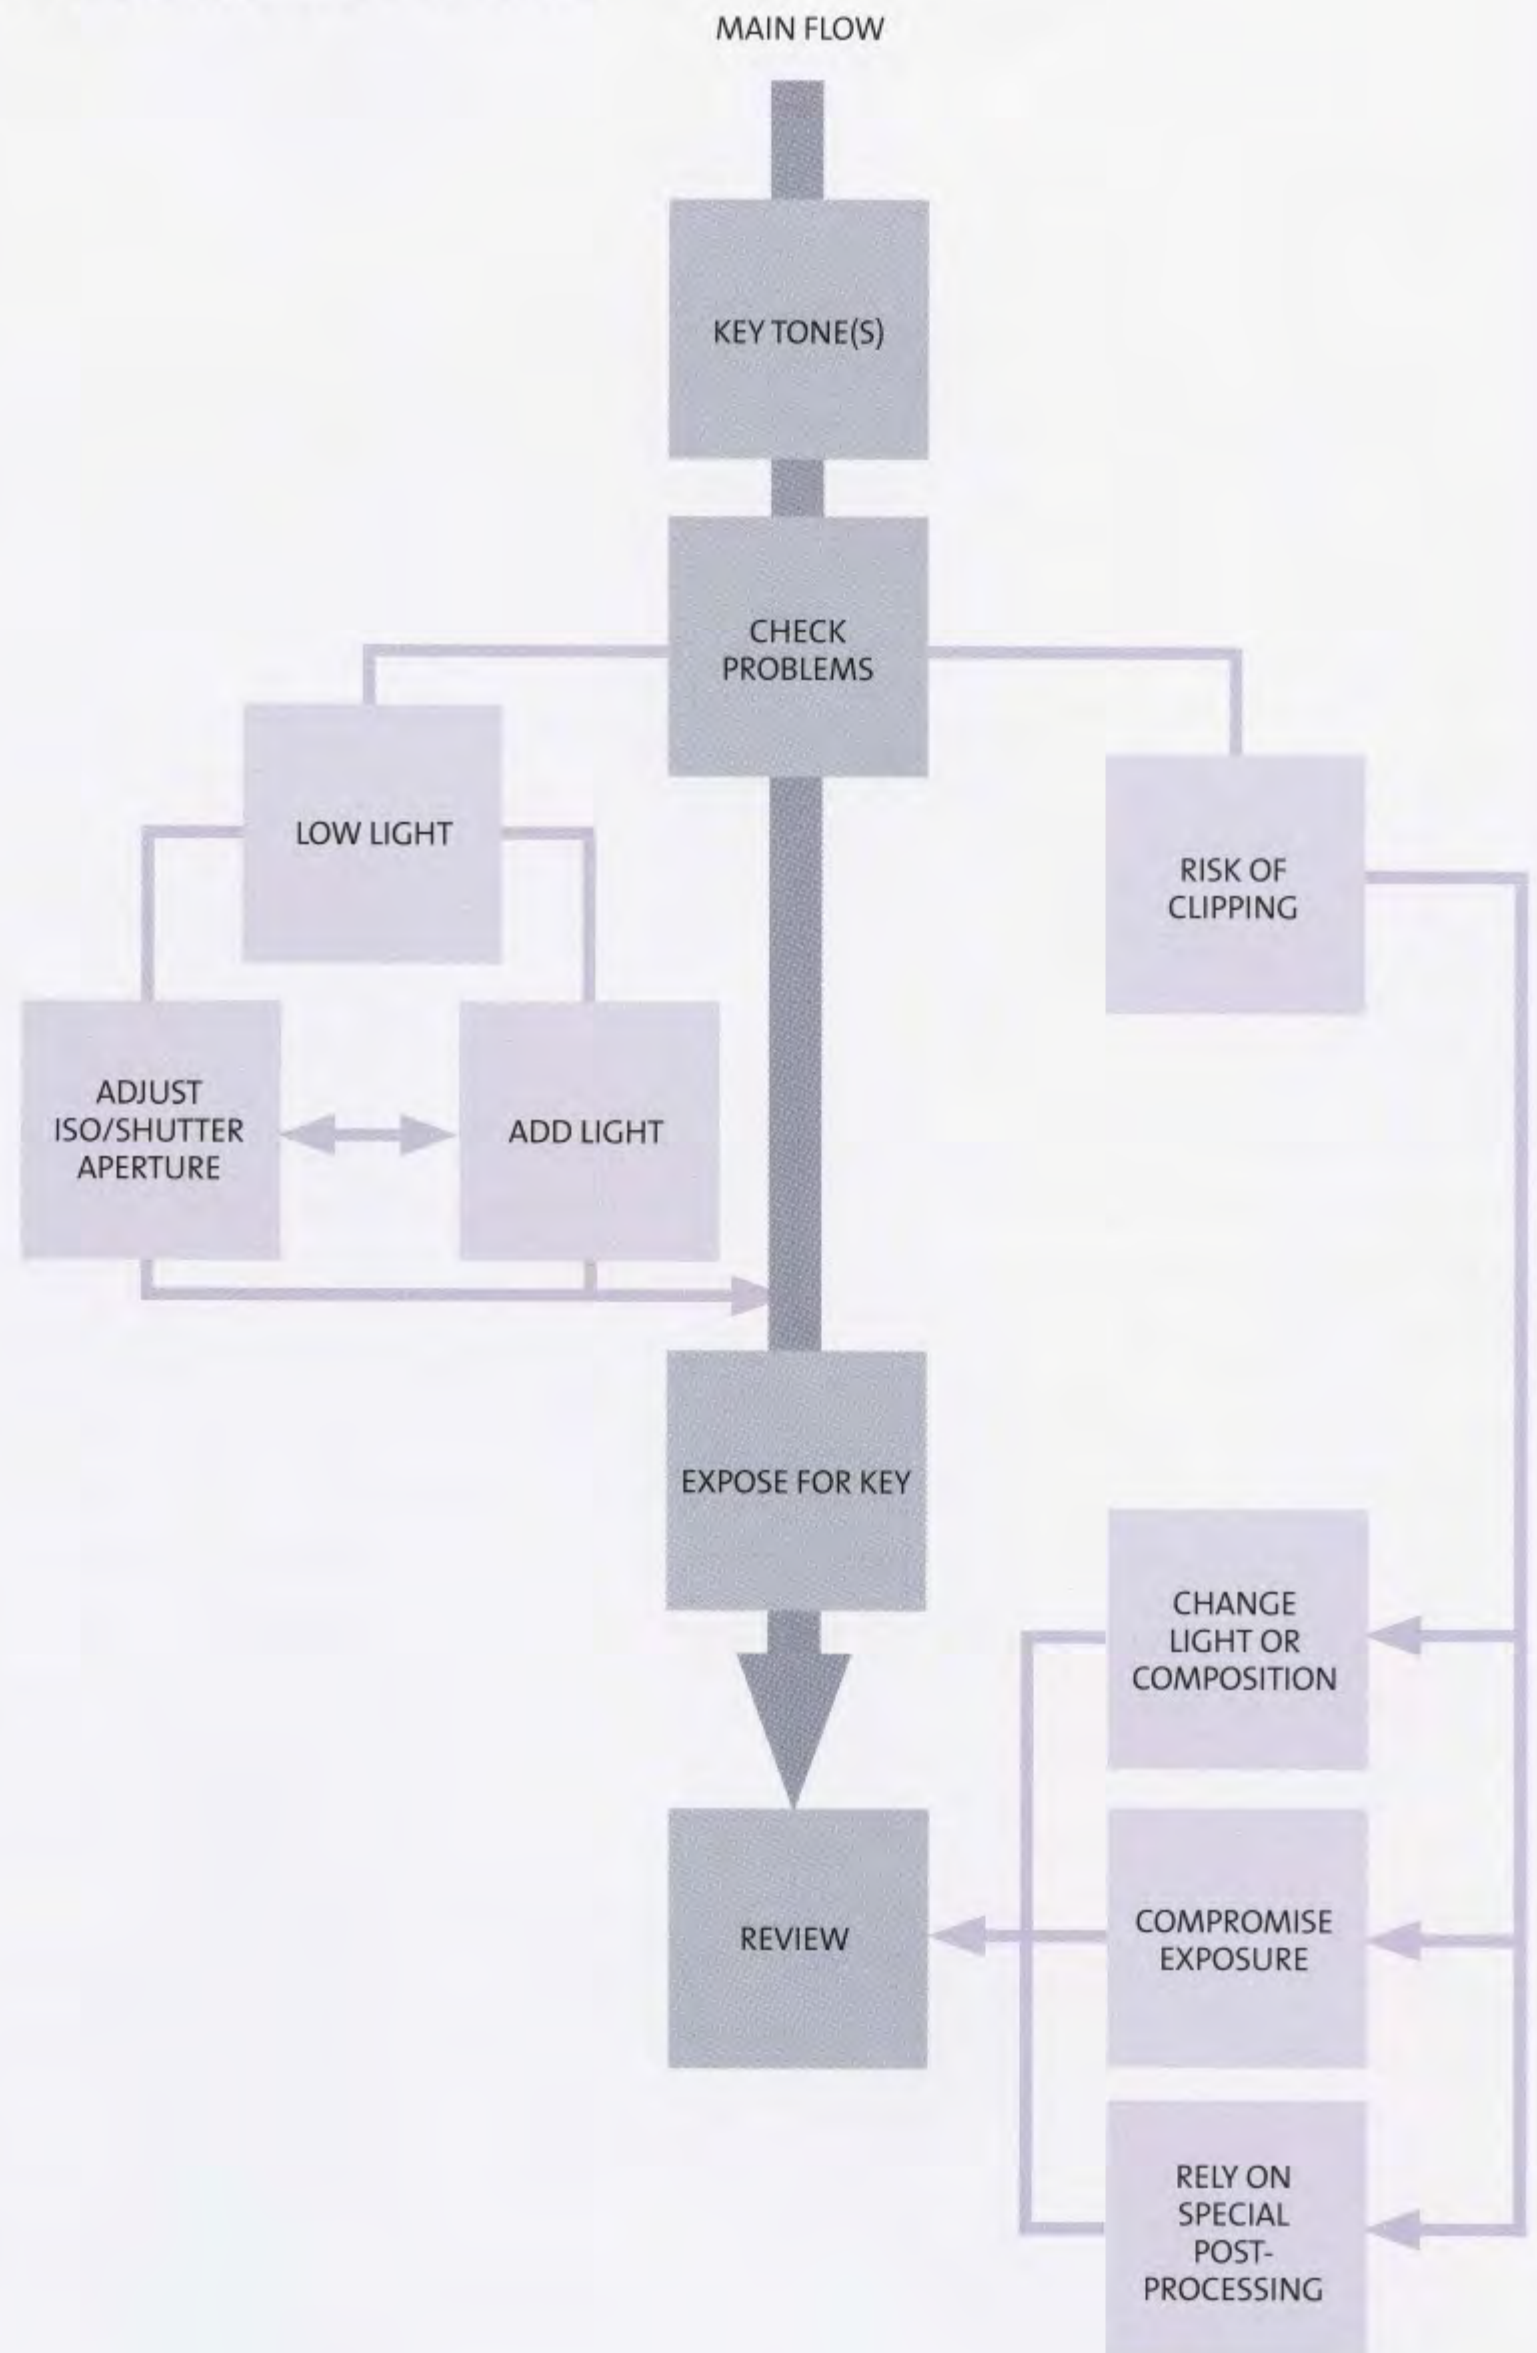 MAIN FLOW
KEY TONE(S)
CHECK
PROBLEMS
LOW LIGHT
RISK OF
CLIPPING
ADJUST
ISO/SHUTTER
APERTURE
ADD LIGHT
EXPOSE FOR KEY
CHANGE
LIGHT OR
COMPOSITION
REVIEW
COMPROMISE
EXPOSURE
RELY ON
SPECIAL
POST-
PROCESSING